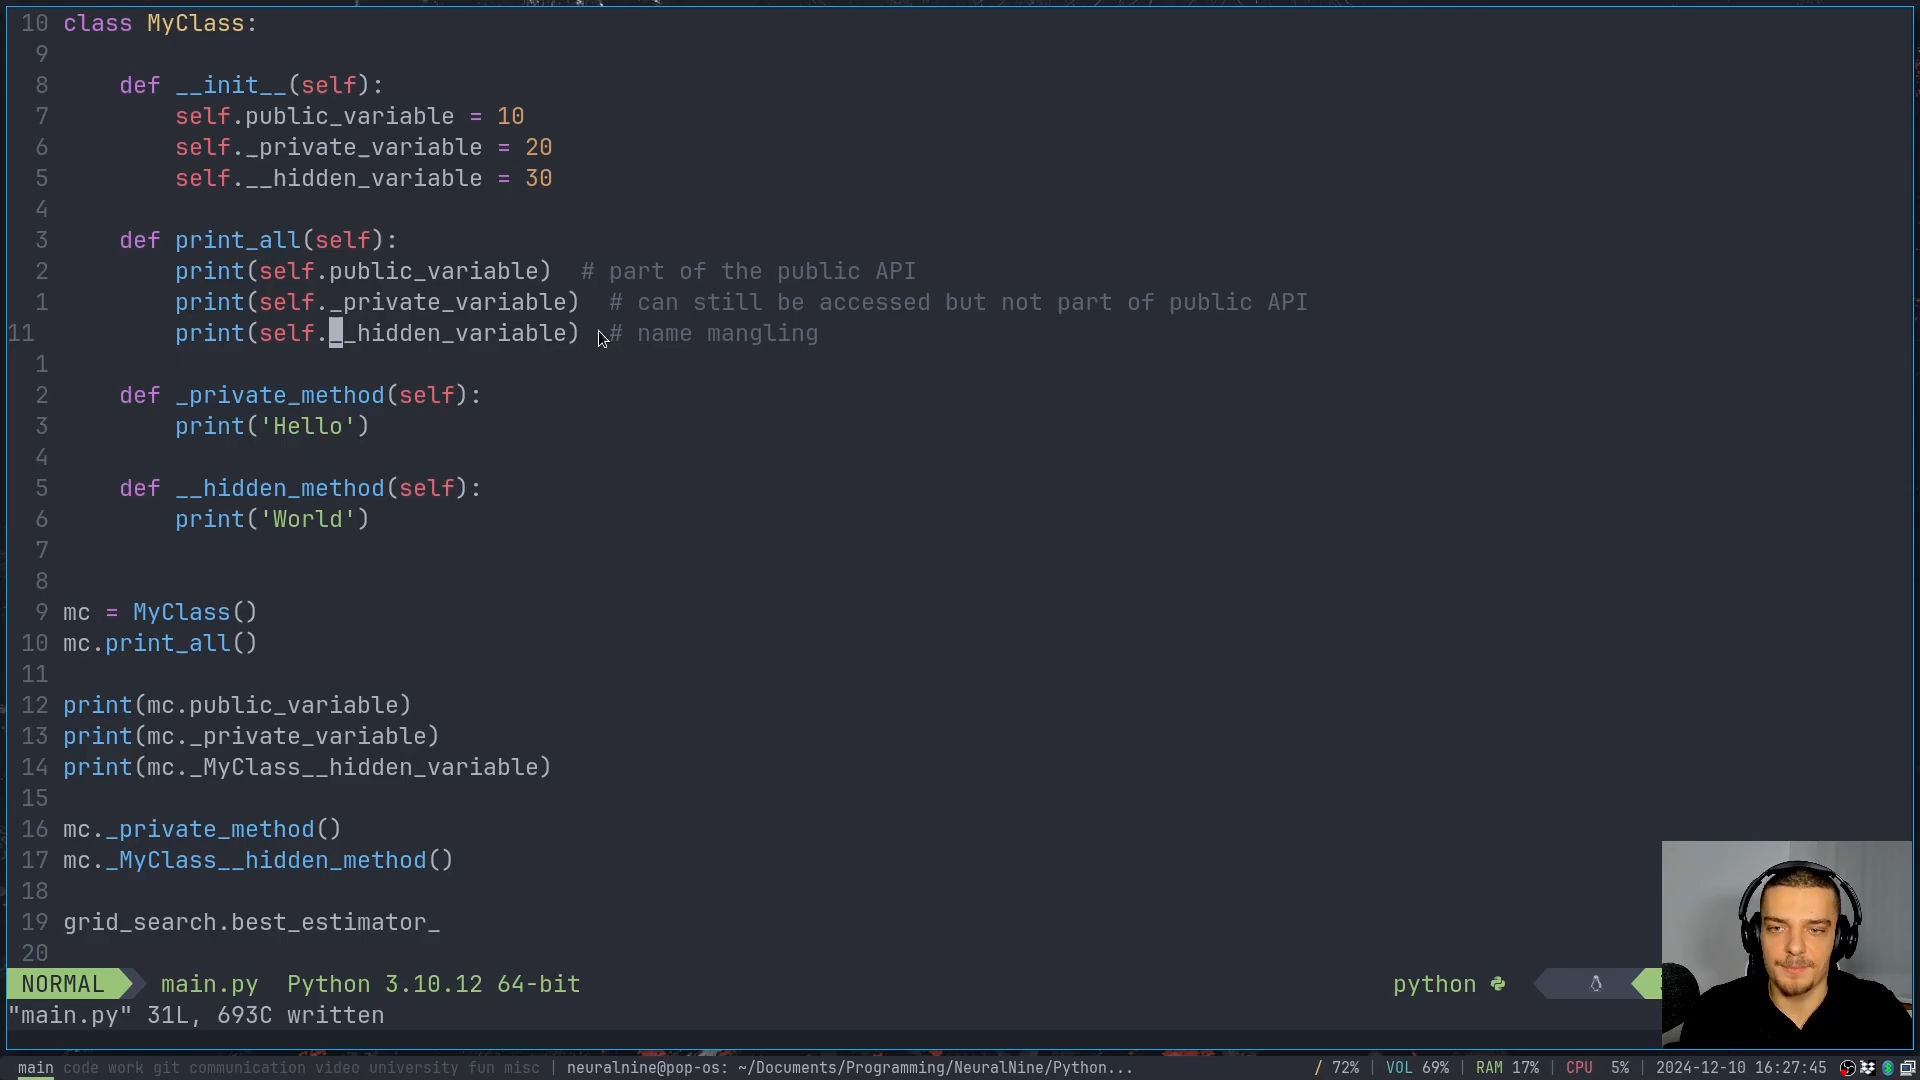 10 class MyClass:
9
8 def __init__(self):
7 self.public_variable = 10
6 self._private_variable = 20
5 self.__hidden_variable = 30
4
3 def print_all(self):
2 print(self.public_variable)  # part of the public API
1 print(self._private_variable)  # can still be accessed but not part of public API
11 print(self.__hidden_variable)  # name mangling
1
2 def _private_method(self):
3 print('Hello')
4
5 def __hidden_method(self):
6 print('World')
7
8
9 mc = MyClass()
10 mc.print_all()
11
12 print(mc.public_variable)
13 print(mc._private_variable)
14 print(mc._MyClass__hidden_variable)
15
16 mc._private_method()
17 mc._MyClass__hidden_method()
18
19 grid_search.best_estimator_
20
NORMAL main.py Python 3.10.12 64-bit python
"main.py" 31L, 693C written
main code work git communication video university fun misc | neuralnine@pop-os: ~/Documents/Programming/NeuralNine/Python... / 72% | VOL 69% | RAM 17% | CPU 5% | 2024-12-10 16:27:45